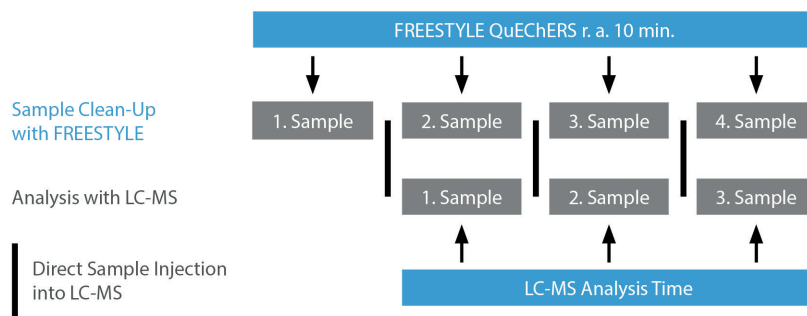 FREESTYLE QuEChERS r. a. 10 min.
Sample Clean-Up
with FREESTYLE
1. Sample
2. Sample
3. Sample
4. Sample
Analysis with LC-MS
1. Sample
2. Sample
3. Sample
Direct Sample Injection
into LC-MS
LC-MS Analysis Time